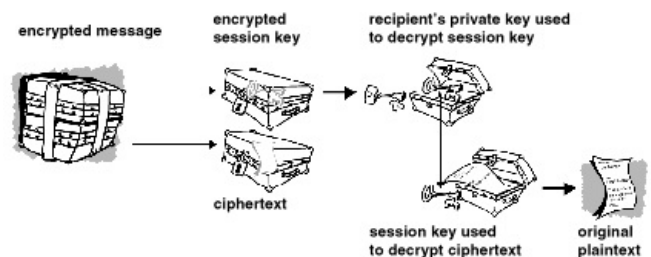 encrypted message
encrypted
session key
recipient's private key used
to decrypt session key
ciphertext
session key used
to decrypt ciphertext
original
plaintext